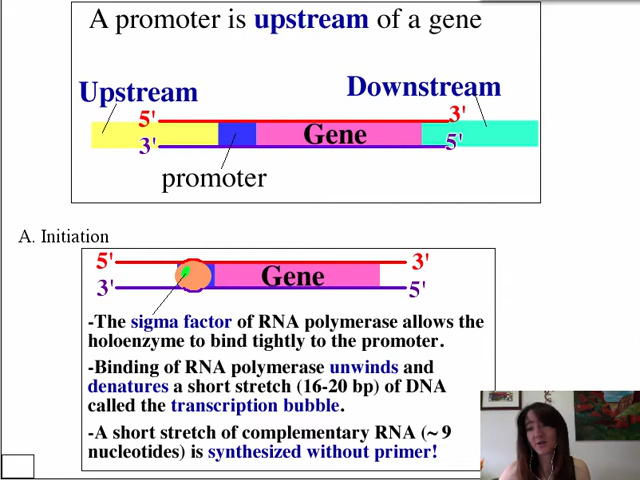 A promoter is upstream of a gene
Upstream
Downstream
5'
3'
Gene
3'
5'
promoter
A. Initiation
5'
3'
Gene
3'
5'
-The sigma factor of RNA polymerase allows the
holoenzyme to bind tightly to the promoter.
-Binding of RNA polymerase unwinds and
denatures a short stretch (16-20 bp) of DNA
called the transcription bubble.
-A short stretch of complementary RNA (~ 9
nucleotides) is synthesized without primer!